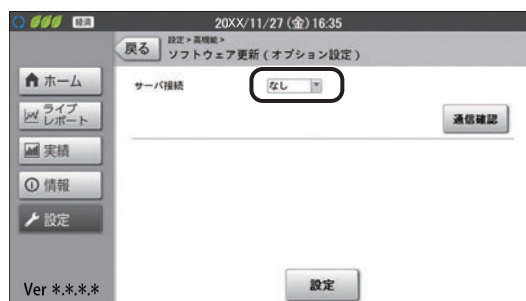 経済 20XX/11/27 (金) 16:35
戻る
設定 > 高機能 >
ソフトウェア更新 ( オプション設定 )
ホーム
ライブ
レポート
実績
情報
設定
サーバ接続 なし
通信確認
設定
Ver *.*.*.*